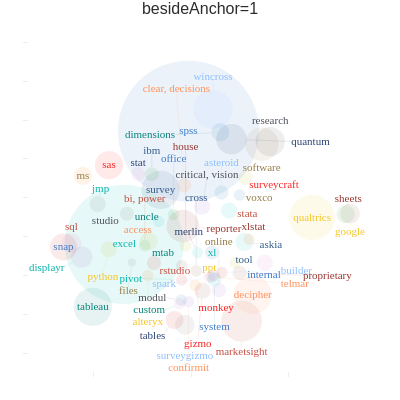 besideAnchor=1
wincross
clear, decisions
research
dimensions spss
quantum
house
ibm
office
stat
asteroid
sas
software
critical, vision
ms
surveycraft
jmp
survey
bi, power
cross
voxco
sheets
uncle
stata
studio
qualtrics
sql
access
merlin
reporter
xlstat
google
snap
excel
online
askia
mtab
xl
tool
displayr
rstudio
ppt
internal
builder
python
pivot
proprietary
spark
telmar
files
modul
decipher
tableau
custom
monkey
alteryx
system
tables
gizmo
surveygizmo
marketsight
confirmit